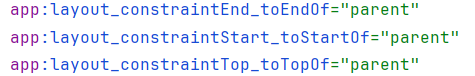 app:layout_constraintEnd_toEndOf="parent"
app:layout_constraintStart_toStartOf="parent"
app:layout_constraintTop_toTopOf="parent"